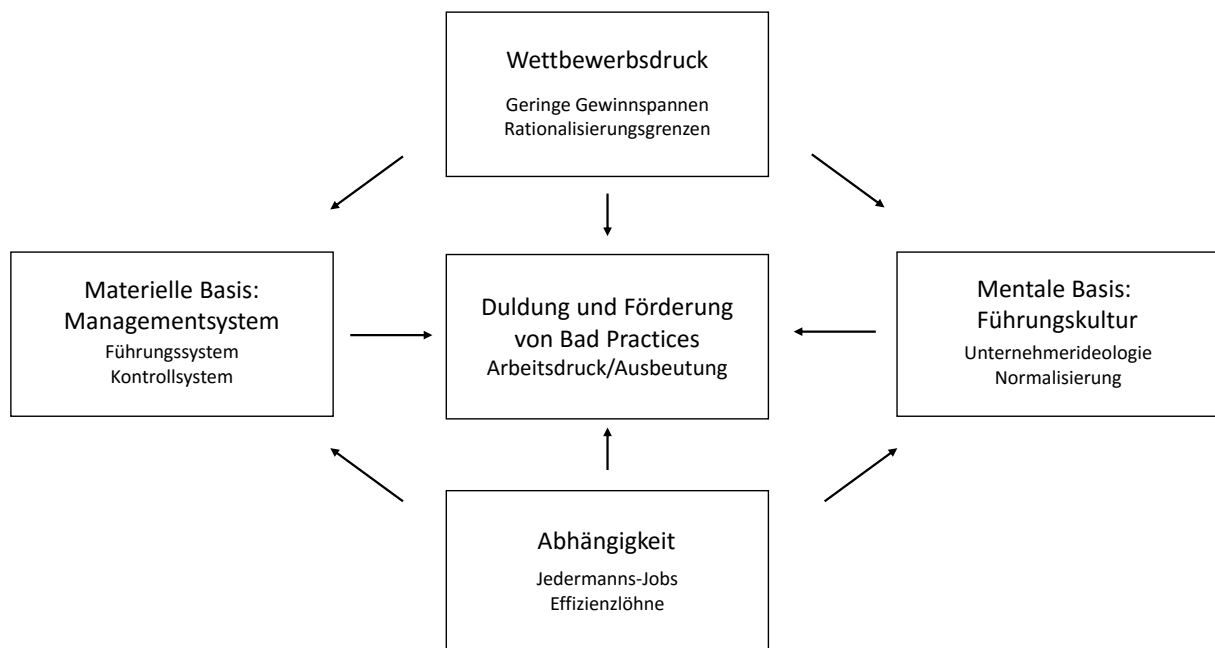 Wettbewerbsdruck
Geringe Gewinnspannen
Rationalisierungsgrenzen
Materielle Basis:
Managementsystem
Führungssystem
Kontrollsystem
Duldung und Förderung
von Bad Practices
Arbeitsdruck/Ausbeutung
Mentale Basis:
Führungskultur
Unternehmerideologie
Normalisierung
Abhängigkeit
Jedermanns-Jobs
Effizienzlöhne